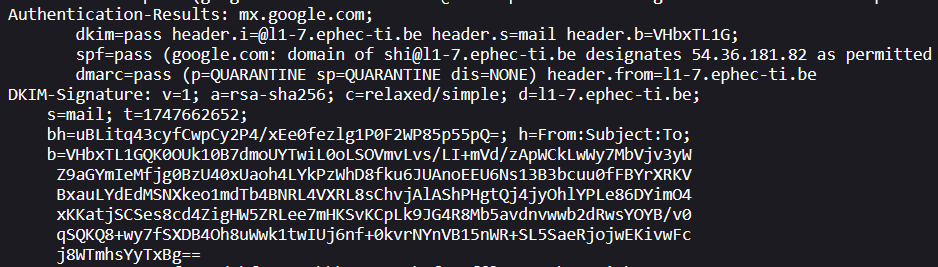 Authentication-Results: mx.google.com;
dkim=pass header.i=@l1-7.ephec-ti.be header.s=mail header.b=VHbxTL1G;
spf=pass (google.com: domain of shi@l1-7.ephec-ti.be designates 54.36.181.82 as permitted
dmarc=pass (p=QUARANTINE sp=QUARANTINE dis=NONE) header.from=l1-7.ephec-ti.be
DKIM-Signature: v=1; a=rsa-sha256; c=relaxed/simple; d=l1-7.ephec-ti.be;
s=mail; t=1747662652;
bh=uBLitq43cyfCwpCy2P4/xEe0fezlg1P0F2WP85p55pQ=; h=From:Subject:To;
b=VHbxTL1GQK0OUk10B7dmoUYTwiL0oLSOVmvLvs/LI+mVd/zApWCkLwWy7MbVjv3yW
Z9aGYmIeMfjg0BzU40xUaoh4LYkPzWhD8fku6JUAnoEEU6Ns13B3bcuu0fFBYrXRKV
BxauLYdEdMSNXkeo1mdTb4BNRL4VXRL8sChvjAlAShPHgtQj4jyOhlYPLe86DYimO4
xKKatjSCSes8cd4ZigHW5ZRLee7mHKSvKCpLk9JG4R8Mb5avdnvwwb2dRwsYOYB/v0
qSQKQ8+wy7fSXDB4Oh8uWwk1twIUj6nf+0kvrNYnVB15nWR+SL5SaeRjojwEKivwFc
j8WTmhsYyTxBg==